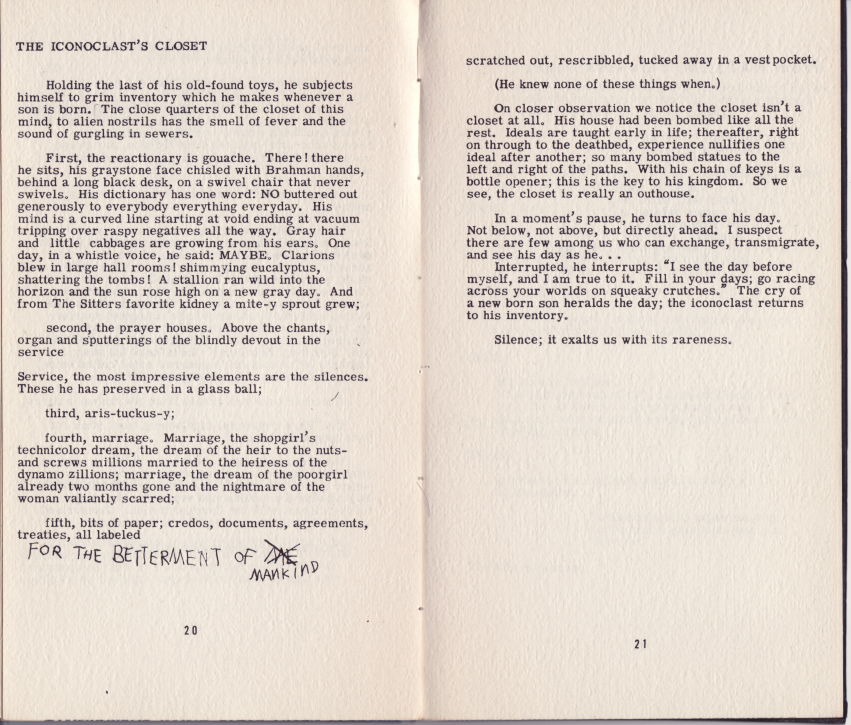 THE ICONOCLAST'S CLOSET
Holding the last of his old-found toys, he subjects
himself to grim inventory which he makes whenever a
son is born. The close quarters of the closet of this
mind, to alien nostrils has the smell of fever and the
sound of gurgling in sewers.
First, the reactionary is gouache. There! there
he sits, his graystone face chisled with Brahman hands,
behind a long black desk, on a swivel chair that never
swivels. His dictionary has one word: NO buttered out
generously to everybody everything everyday. His
mind is a curved line starting at void ending at vacuum
tripping over raspy negatives all the way. Gray hair
and little cabbages are growing from his ears. One
day, in a whistle voice, he said: MAYBE. Clarions
blew in large hall rooms! shimmying eucalyptus,
shattering the tombs! A stallion ran wild into the
horizon and the sun rose high on a new gray day. And
from The Sitters favorite kidney a mite-y sprout grew;
second, the prayer houses. Above the chants,
organ and sputterings of the blindly devout in the
service
Service, the most impressive elements are the silences.
These he has preserved in a glass ball;
third, aris-tuckus-y;
fourth, marriage. Marriage, the shopgirl's
technicolor dream, the dream of the heir to the nuts-
and screws millions married to the heiress of the
dynamo zillions; marriage, the dream of the poorgirl
already two months gone and the nightmare of the
woman valiantly scarred;
fifth, bits of paper; credos, documents, agreements,
treaties, all labeled
FOR THE BETTERMENT OF ME
MANKIND
20
scratched out, rescribbled, tucked away in a vest pocket.
(He knew none of these things when.)
On closer observation we notice the closet isn't a
closet at all. His house had been bombed like all the
rest. Ideals are taught early in life; thereafter, right
on through to the deathbed, experience nullifies one
ideal after another; so many bombed statues to the
left and right of the paths. With his chain of keys is a
bottle opener; this is the key to his kingdom. So we
see, the closet is really an outhouse.
In a moment's pause, he turns to face his day.
Not below, not above, but directly ahead. I suspect
there are few among us who can exchange, transmigrate,
and see his day as he. . .
Interrupted, he interrupts: "I see the day before
myself, and I am true to it. Fill in your days; go racing
across your worlds on squeaky crutches." The cry of
a new born son heralds the day; the iconoclast returns
to his inventory.
Silence; it exalts us with its rareness.
21